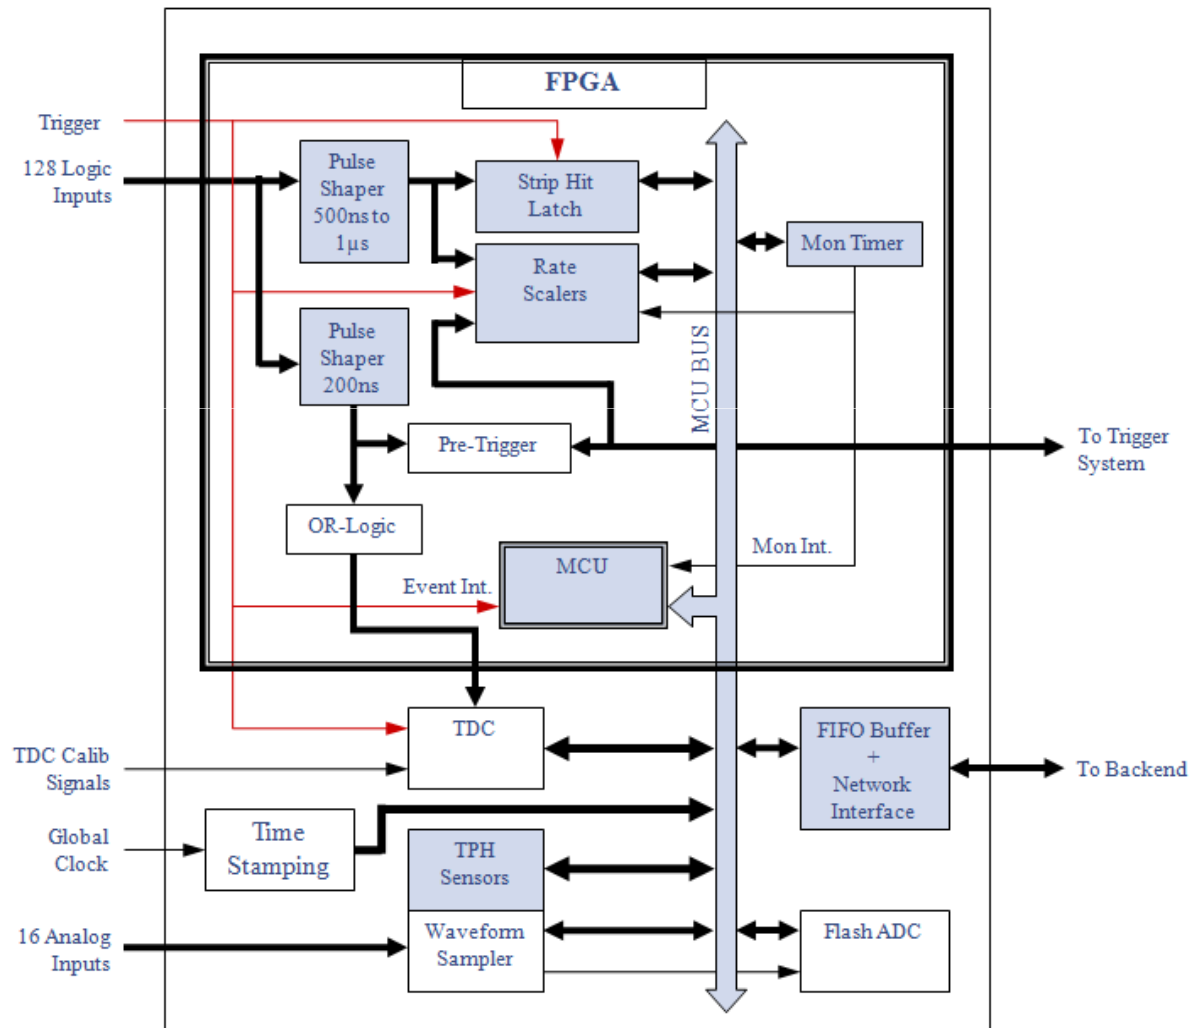 FPGA
Trigger
128 Logic
Inputs
Pulse
Shaper
500ns to
1µs
Strip Hit
Latch
Mon Timer
Rate
Scalers
Pulse
Shaper
200ns
MCU BUS
Pre-Trigger
To Trigger
System
OR-Logic
Mon Int.
MCU
Event Int.
TDC
FIFO Buffer
+
Network
Interface
TDC Calib
Signals
To Backend
Global
Clock
Time
Stamping
TPH
Sensors
16 Analog
Inputs
Waveform
Sampler
Flash ADC